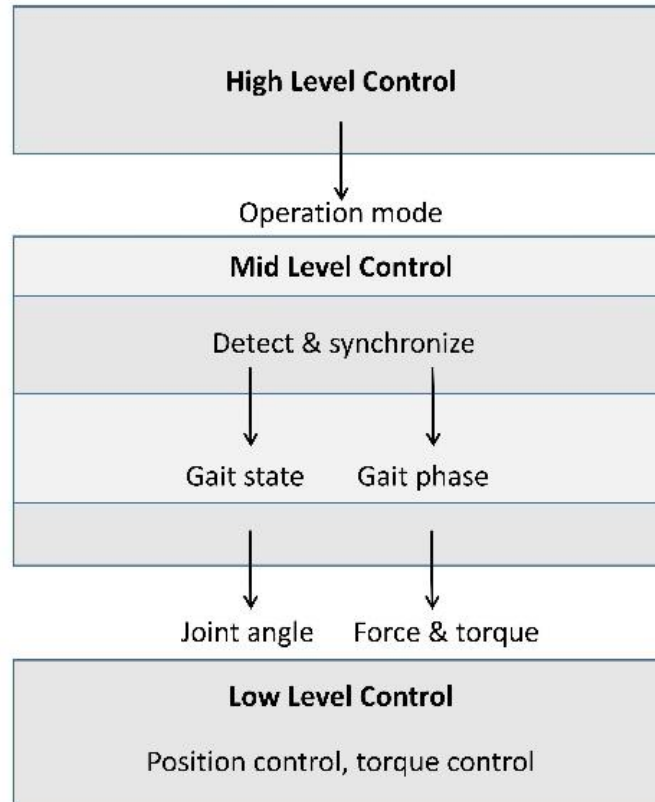 High Level Control
Operation mode
Mid Level Control
Detect & synchronize
Gait state Gait phase
Joint angle Force & torque
Low Level Control
Position control, torque control